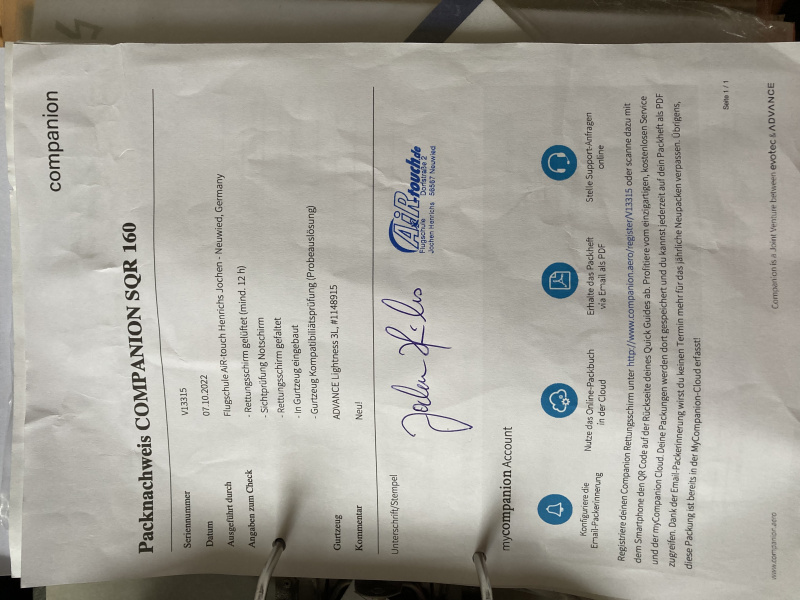 companion
Packnachweis COMPANION SQR 160
Seriennummer V13315
Datum 07.10.2022
Ausgeführt durch Flugschule AiR-touch Henrichs Jochen - Neuwied, Germany
Angaben zum Check - Rettungsschirm gelüftet (mind. 12 h)
- Sichtprüfung Notschirm
- Rettungsschirm gefaltet
- In Gurtzeug eingebaut
- Gurtzeug Kompatibilitätsprüfung (Probeauslösung)
Gurtzeug ADVANCE Lightness 3L, #1148915
Kommentar Neu!
Unterschrift/Stempel
AiR-touch.de
Flugschule Dorfstraße 2
Jochen Henrichs 56567 Neuwied
mycompanion Account
Konfiguriere die
Email-Packerinnerung
Nutze das Online-Packbuch
in der Cloud
Erhalte das Packheft
via Email als PDF
Stelle Support-Anfragen
online
Registriere deinen Companion Rettungsschirm unter http://www.companion.aero/register/V13315 oder scanne dazu mit
dem Smartphone den QR Code auf der Rückseite deines Quick Guides ab. Profitiere vom einzigartigen, kostenlosen Service
und der myCompanion Cloud. Deine Packungen werden dort gespeichert und du kannst jederzeit auf dein Packheft als PDF
zugreifen. Dank der Email-Packerinnerung wirst du keinen Termin mehr für das jährliche Neupacken verpassen. Übrigens,
diese Packung ist bereits in der MyCompanion-Cloud erfasst!
Seite 1 / 1
www.companion.aero
Companion is a Joint Venture between evotec & ADVANCE